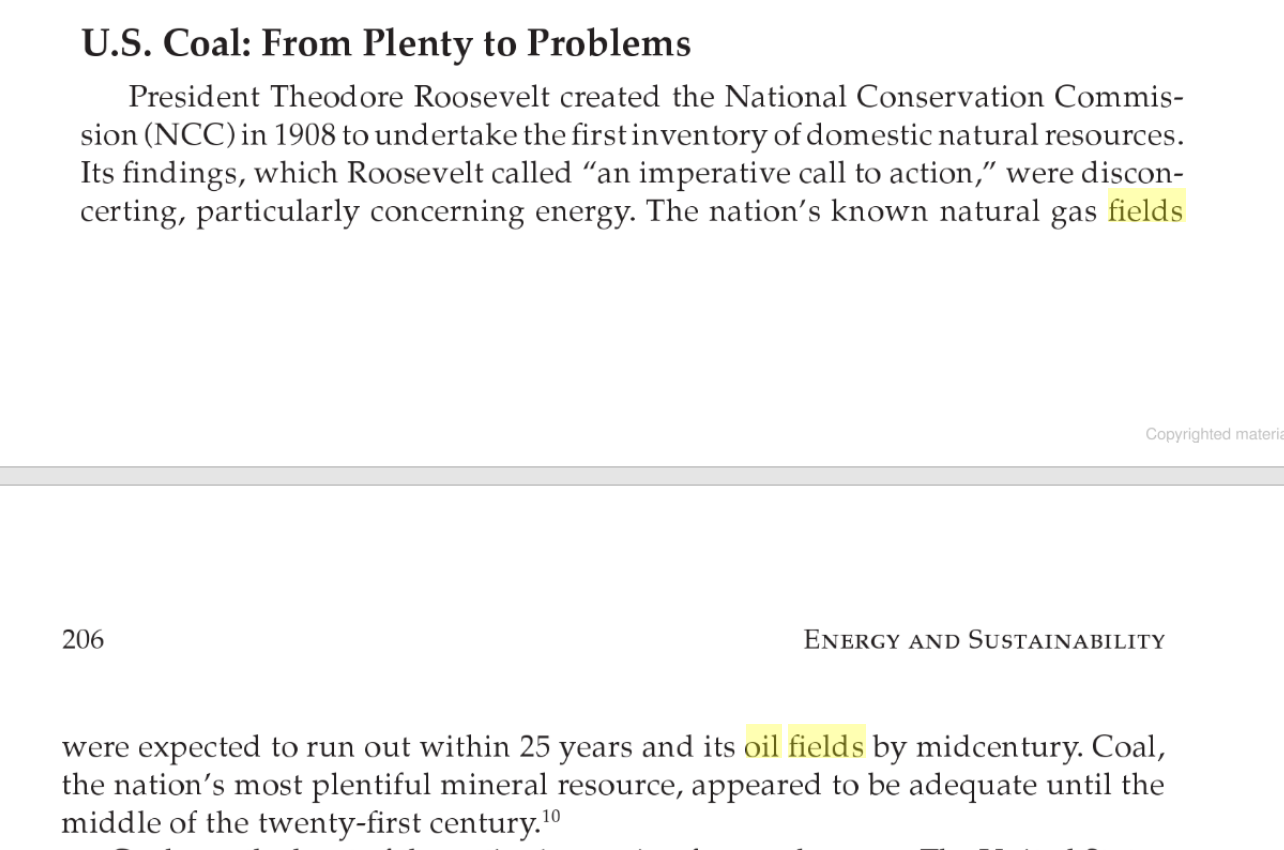 U.S. Coal: From Plenty to Problems
President Theodore Roosevelt created the National Conservation Commis-
sion (NCC) in 1908 to undertake the first inventory of domestic natural resources.
Its findings, which Roosevelt called “an imperative call to action,” were discon-
certing, particularly concerning energy. The nation’s known natural gas fields
Copyrighted
206 ENERGY AND SUSTAINABILITY
were expected to run out within 25 years and its oil fields by midcentury. Coal,
the nation’s most plentiful mineral resource, appeared to be adequate until the
middle of the twenty-first century.¹⁰